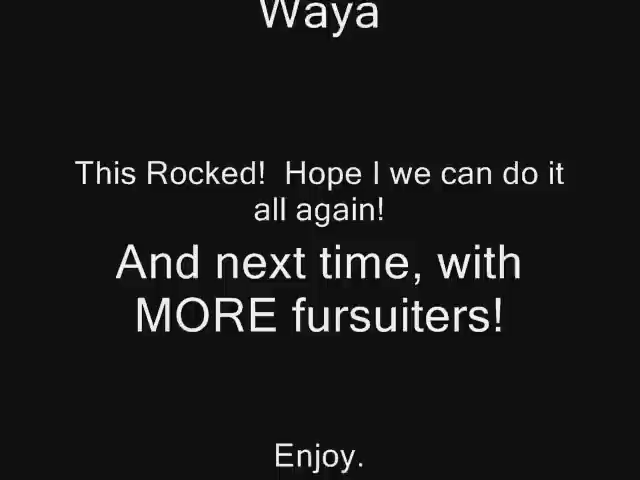 Waya
This Rocked!  Hope I we can do it
all again!
And next time, with
MORE fursuiters!
Enjoy.